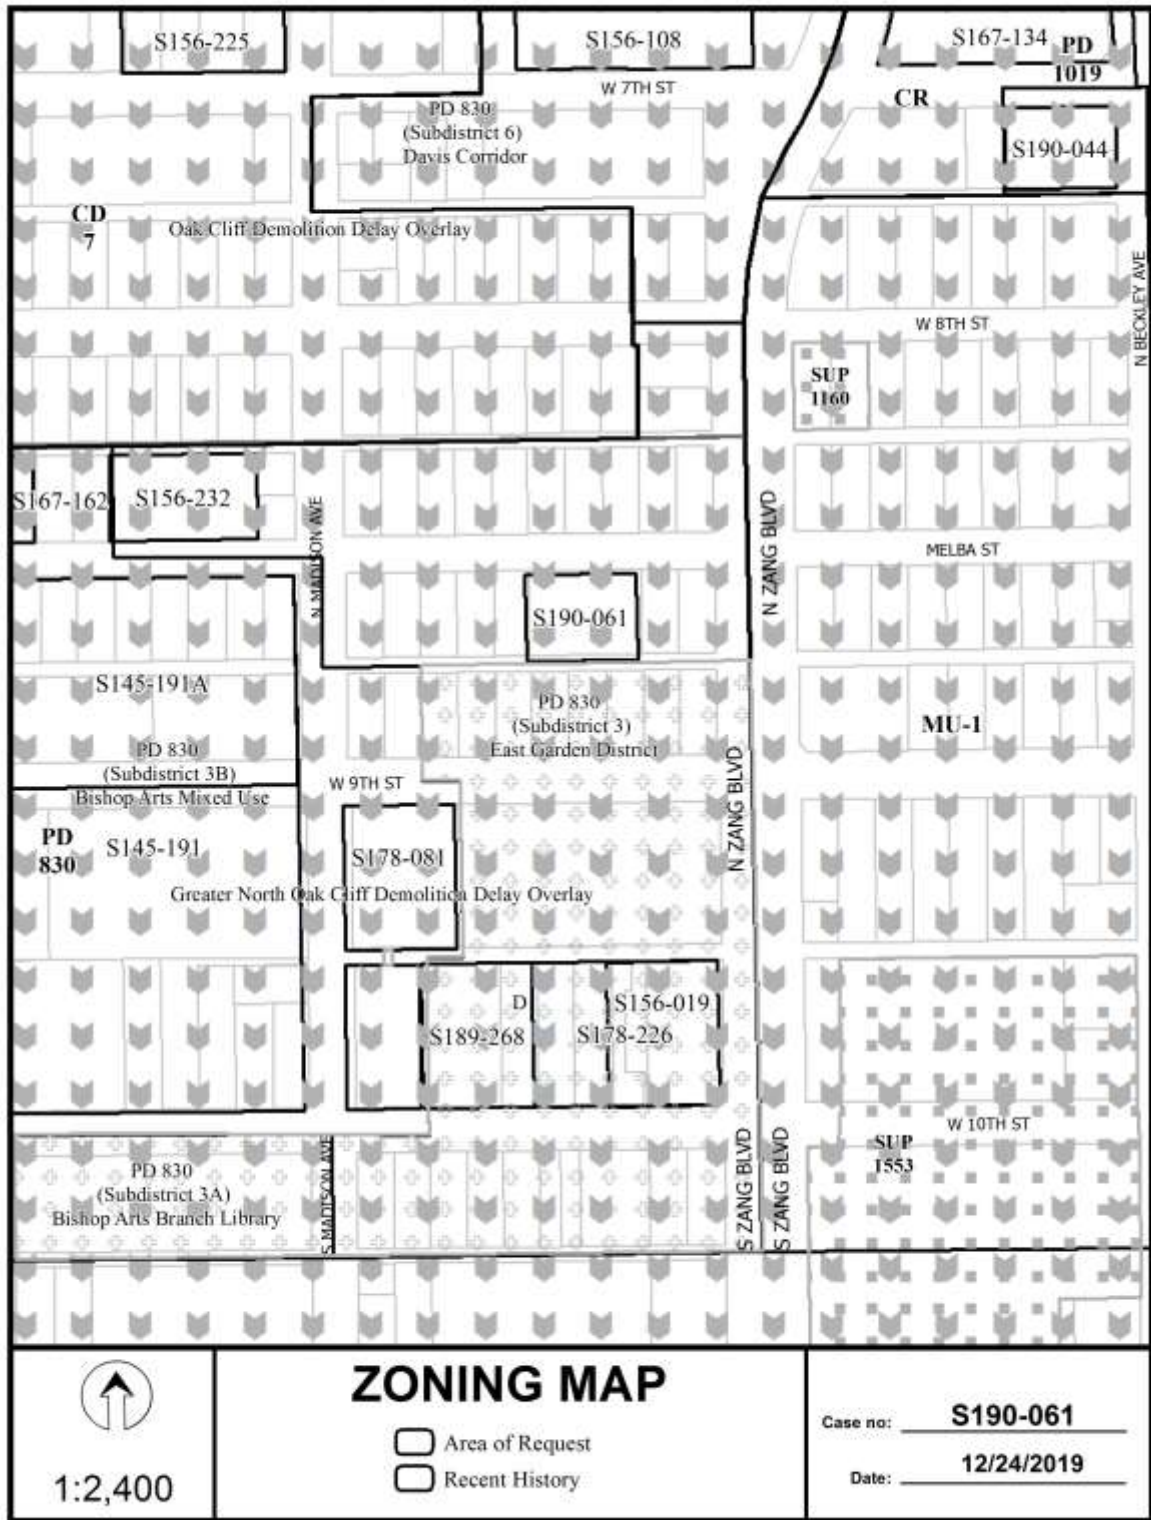 S156-225
S156-108
S167-134
PD
1019
W 7TH ST
CR
PD 830
(Subdistrict 6)
Davis Corridor
S190-044
CD
7
Oak Cliff Demolition Delay Overlay
N BECKLEY AVE
W 8TH ST
SUP
1160
S167-162
S156-232
N MADISON AVE
N ZANG BLVD
MELBA ST
S190-061
S145-191A
PD 830
(Subdistrict 3)
East Garden District
MU-1
PD 830
(Subdistrict 3B)
Bishop Arts Mixed Use
W 9TH ST
N ZANG BLVD
PD
830
S145-191
S178-081
Greater North Oak Cliff Demolition Delay Overlay
D
S156-019
S189-268
S178-226
W 10TH ST
SUP
1553
PD 830
(Subdistrict 3A)
Bishop Arts Branch Library
S MADISON AVE
S ZANG BLVD
S ZANG BLVD
1:2,400
ZONING MAP
Area of Request
Recent History
Case no: S190-061
Date: 12/24/2019